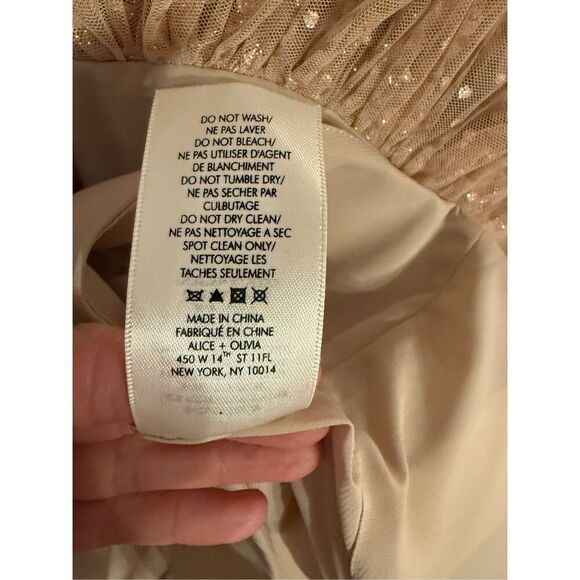 DO NOT WASH/
NE PAS LAVER
DO NOT BLEACH/
NE PAS UTILISER D'AGENT
DE BLANCHIMENT
DO NOT TUMBLE DRY/
NE PAS SECHER PAR
CULBUTAGE
DO NOT DRY CLEAN/
NE PAS NETTOYAGE A SEC
SPOT CLEAN ONLY/
NETTOYAGE LES
TACHES SEULEMENT
MADE IN CHINA
FABRIQUÉ EN CHINE
ALICE + OLIVIA
450 W 14TH ST 11FL
NEW YORK, NY 10014